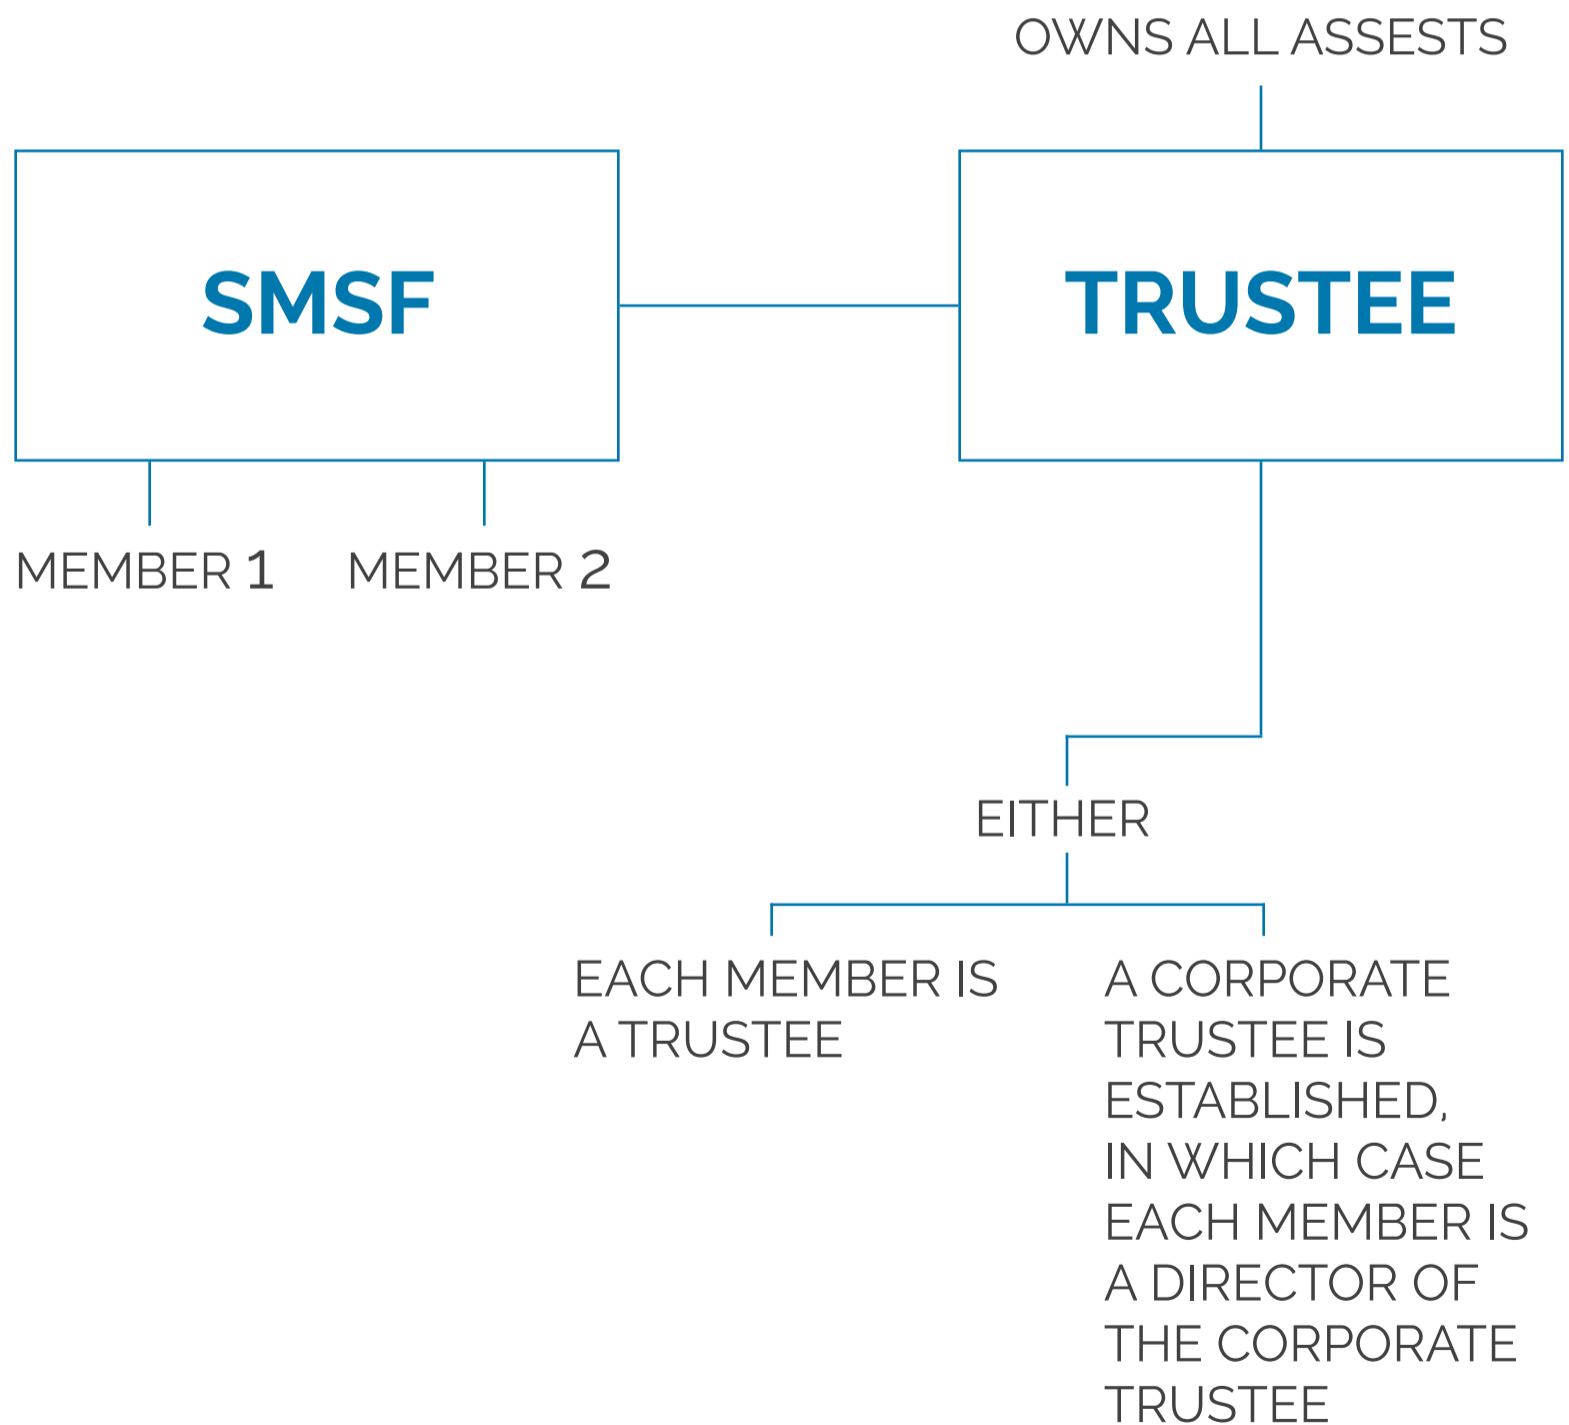 OWNS ALL ASSESTS
SMSF
TRUSTEE
MEMBER 1
MEMBER 2
EITHER
EACH MEMBER IS
A TRUSTEE
A CORPORATE
TRUSTEE IS
ESTABLISHED,
IN WHICH CASE
EACH MEMBER IS
A DIRECTOR OF
THE CORPORATE
TRUSTEE